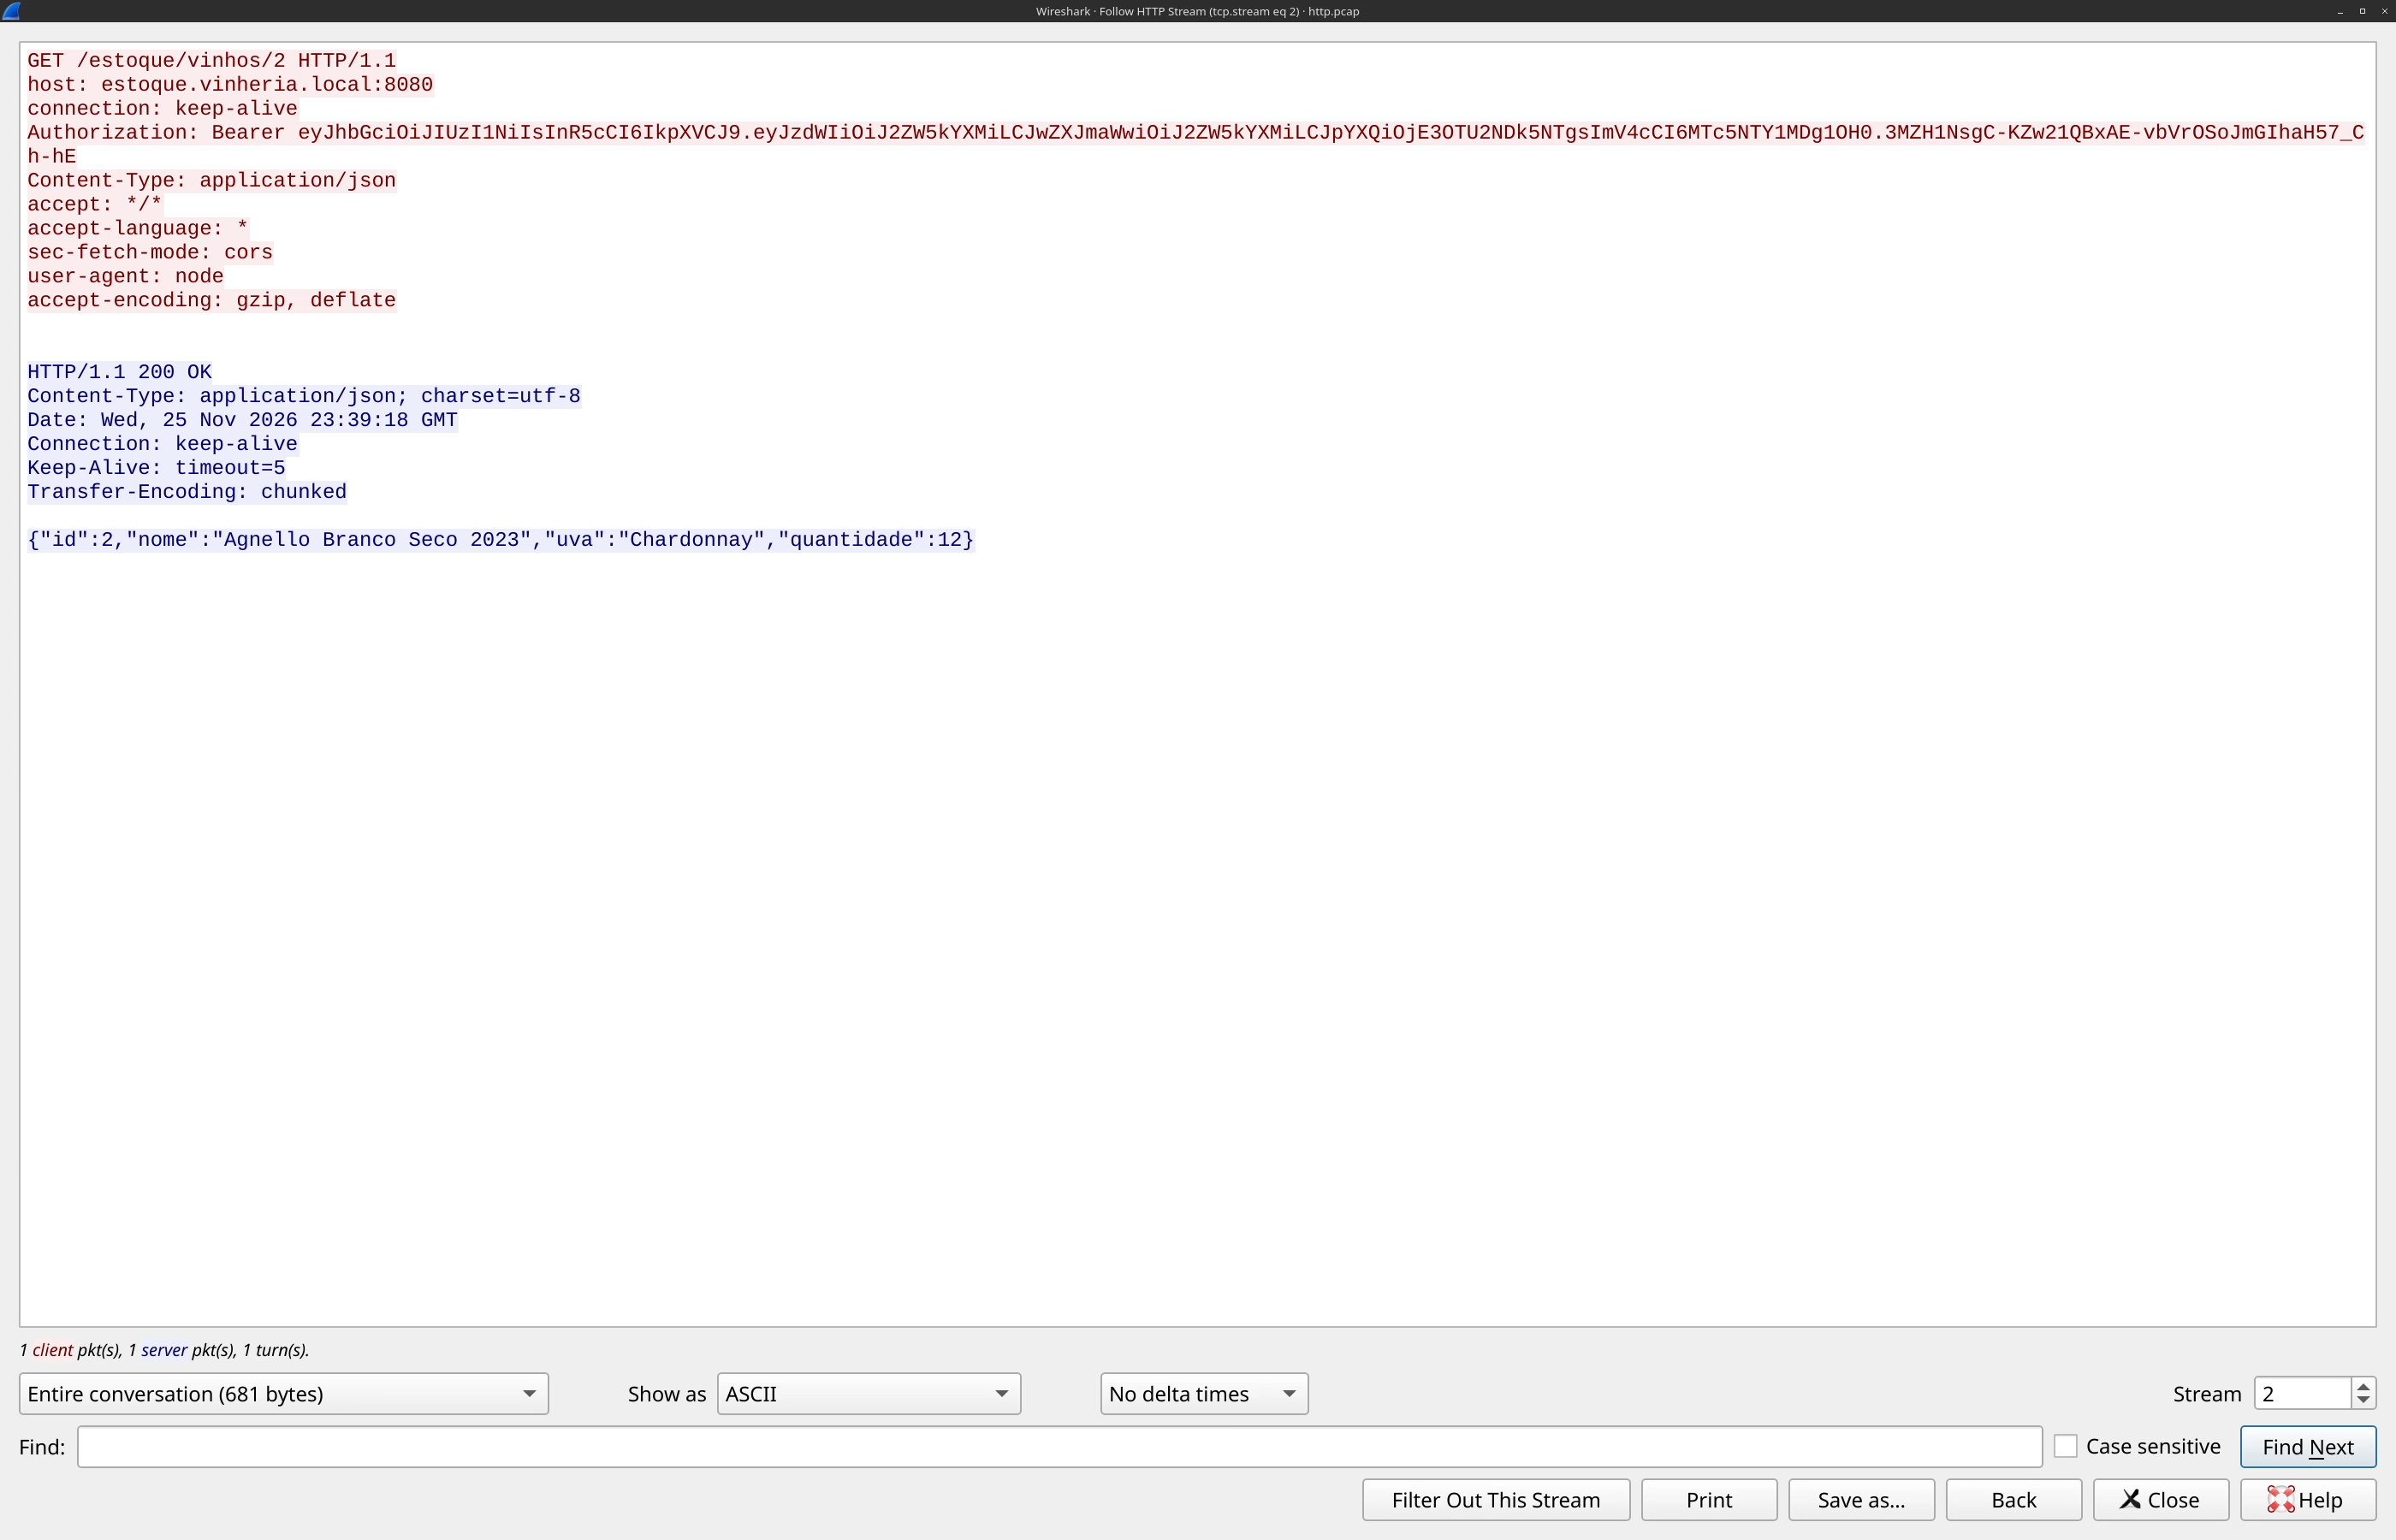 Wireshark · Follow HTTP Stream (tcp.stream eq 2) · http.pcap
GET /estoque/vinhos/2 HTTP/1.1
host: estoque.vinheria.local:8080
connection: keep-alive
Authorization: Bearer eyJhbGciOiJIUzI1NiIsInR5cCI6IkpXVCJ9.eyJzdWIiOiJ2ZW5kYXMiLCJwZXJmaWwiOiJ2ZW5kYXMiLCJpYXQiOjE3OTU2NDk5NTgsImV4cCI6MTc5NTY1MDg1OH0.3MZH1NsgC-KZw21QBxAE-vbVrOSoJmGIhaH57_C
h-hE
Content-Type: application/json
accept: */*
accept-language: *
sec-fetch-mode: cors
user-agent: node
accept-encoding: gzip, deflate
HTTP/1.1 200 OK
Content-Type: application/json; charset=utf-8
Date: Wed, 25 Nov 2026 23:39:18 GMT
Connection: keep-alive
Keep-Alive: timeout=5
Transfer-Encoding: chunked
{"id":2,"nome":"Agnello Branco Seco 2023","uva":"Chardonnay","quantidade":12}
1 client pkt(s), 1 server pkt(s), 1 turn(s).
Entire conversation (681 bytes) Show as ASCII No delta times Stream 2
Find: Case sensitive Find Next
Filter Out This Stream Print Save as… Back Close Help